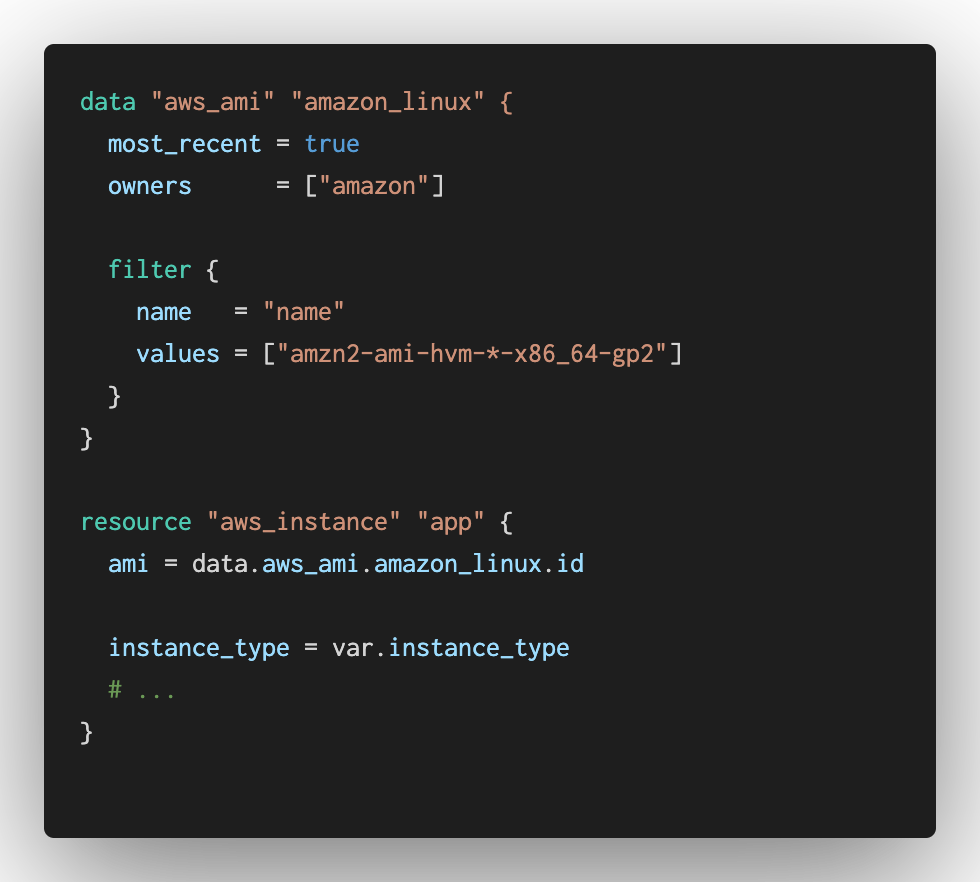 data "aws_ami" "amazon_linux" {
  most_recent = true
  owners      = ["amazon"]

  filter {
    name   = "name"
    values = ["amzn2-ami-hvm-*-x86_64-gp2"]
  }
}

resource "aws_instance" "app" {
  ami = data.aws_ami.amazon_linux.id

  instance_type = var.instance_type
  # ...
}